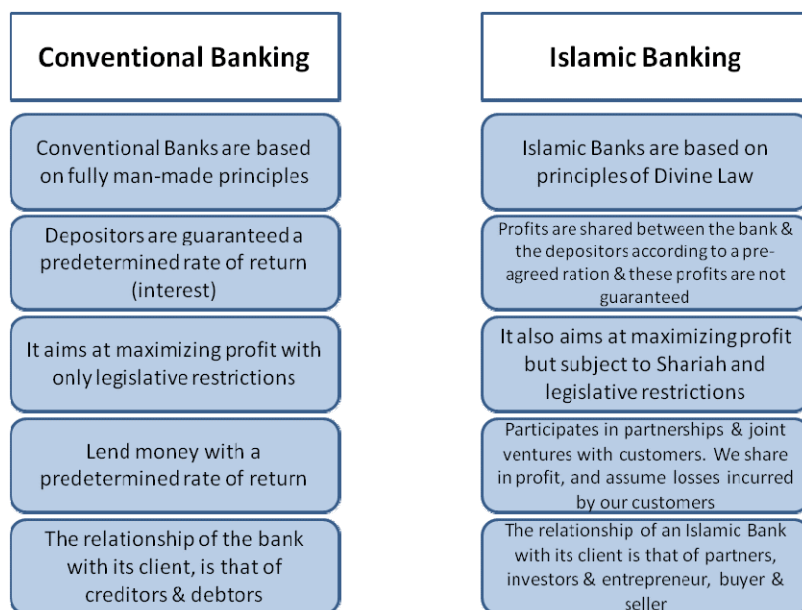 Conventional Banking
Conventional Banks are based
on fully man-made principles
Depositors are guaranteed a
predetermined rate of return
(interest)
It aims at maximizing profit with
only legislative restrictions
Lend money with a
predetermined rate of return
The relationship of the bank
with its client, is that of
creditors & debtors
Islamic Banking
Islamic Banks are based on
principles of Divine Law
Profits are shared between the bank &
the depositors according to a pre-
agreed ration & these profits are not
guaranteed
It also aims at maximizing profit
but subject to Shariah and
legislative restrictions
Participates in partnerships & joint
ventures with customers. We share
in profit, and assume losses incurred
by our customers
The relationship of an Islamic Bank
with its client is that of partners,
investors & entrepreneur, buyer &
seller